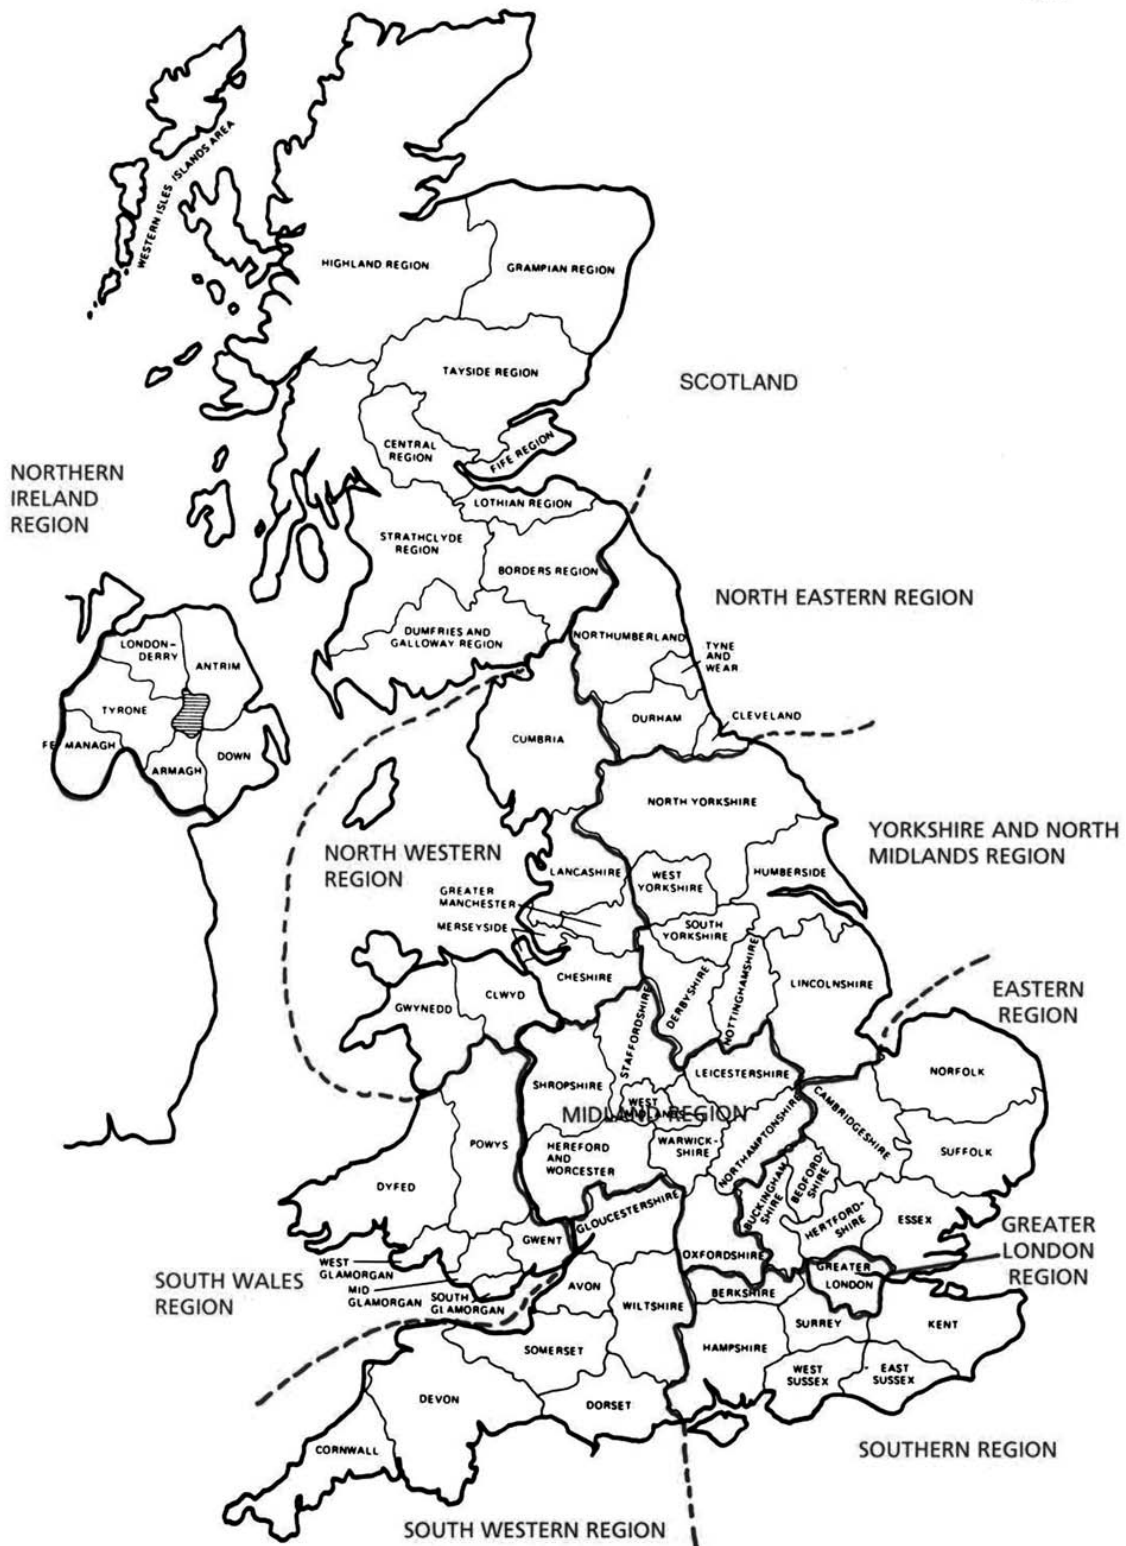 WESTERN ISLES ISLANDS AREA
HIGHLAND REGION
GRAMPIAN REGION
TAYSIDE REGION
SCOTLAND
CENTRAL
REGION
FIFE REGION
NORTHERN
IRELAND
REGION
LOTHIAN REGION
STRATHCLYDE
REGION
BORDERS REGION
NORTH EASTERN REGION
DUMFRIES AND
GALLOWAY REGION
NORTHUMBERLAND
TYNE
AND
WEAR
LONDON-
DERRY
ANTRIM
TYRONE
DURHAM
CLEVELAND
FE MANAGH
ARMAGH
DOWN
CUMBRIA
NORTH YORKSHIRE
YORKSHIRE AND NORTH
MIDLANDS REGION
NORTH WESTERN
REGION
LANCASHIRE
WEST
YORKSHIRE
HUMBERSIDE
GREATER
MANCHESTER
MERSEYSIDE
SOUTH
YORKSHIRE
CHESHIRE
DERBYSHIRE
NOTTINGHAMSHIRE
LINCOLNSHIRE
EASTERN
REGION
GWYNEDD
CLWYD
STAFFORDSHIRE
SHROPSHIRE
LEICESTERSHIRE
NORFOLK
WEST
MIDLANDS
MIDLAND REGION
CAMBRIDGESHIRE
POWYS
HEREFORD
AND
WORCESTER
WARWICK-
SHIRE
NORTHAMPTONSHIRE
SUFFOLK
DYFED
GLOUCESTERSHIRE
BUCKINGHAM
SHIRE
BEDFORD-
SHIRE
HERTFORD-
SHIRE
ESSEX
GREATER
LONDON
REGION
GWENT
OXFORDSHIRE
WEST
GLAMORGAN
MID
GLAMORGAN
SOUTH
GLAMORGAN
SOUTH WALES
REGION
AVON
WILTSHIRE
BERKSHIRE
GREATER
LONDON
SURREY
KENT
SOMERSET
HAMPSHIRE
WEST
SUSSEX
EAST
SUSSEX
DEVON
DORSET
CORNWALL
SOUTHERN REGION
SOUTH WESTERN REGION